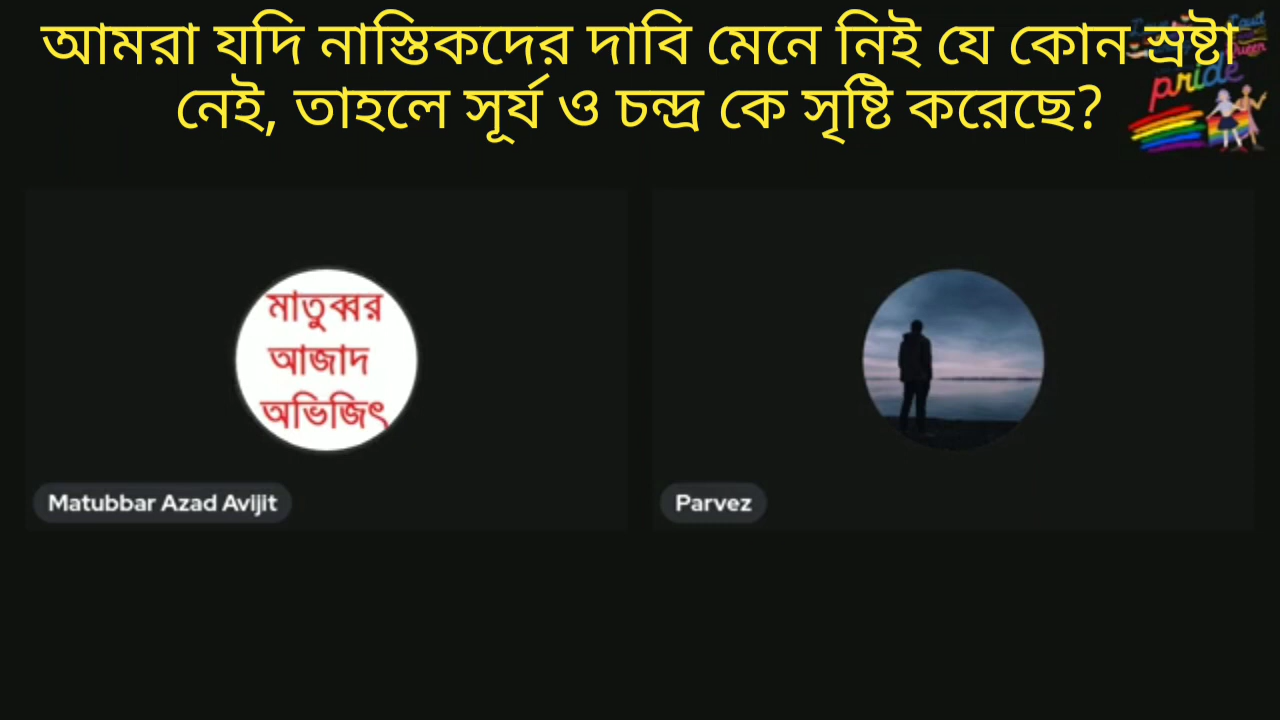 আমরা যদি নাস্তিকদের দাবি মেনে নিই যে কোন স্রষ্টা
নেই, তাহলে সূর্য ও চন্দ্র কে সৃষ্টি করেছে?
pride
মাতুব্বর
আজাদ
অভিজিৎ
Matubbar Azad Avijit
Parvez